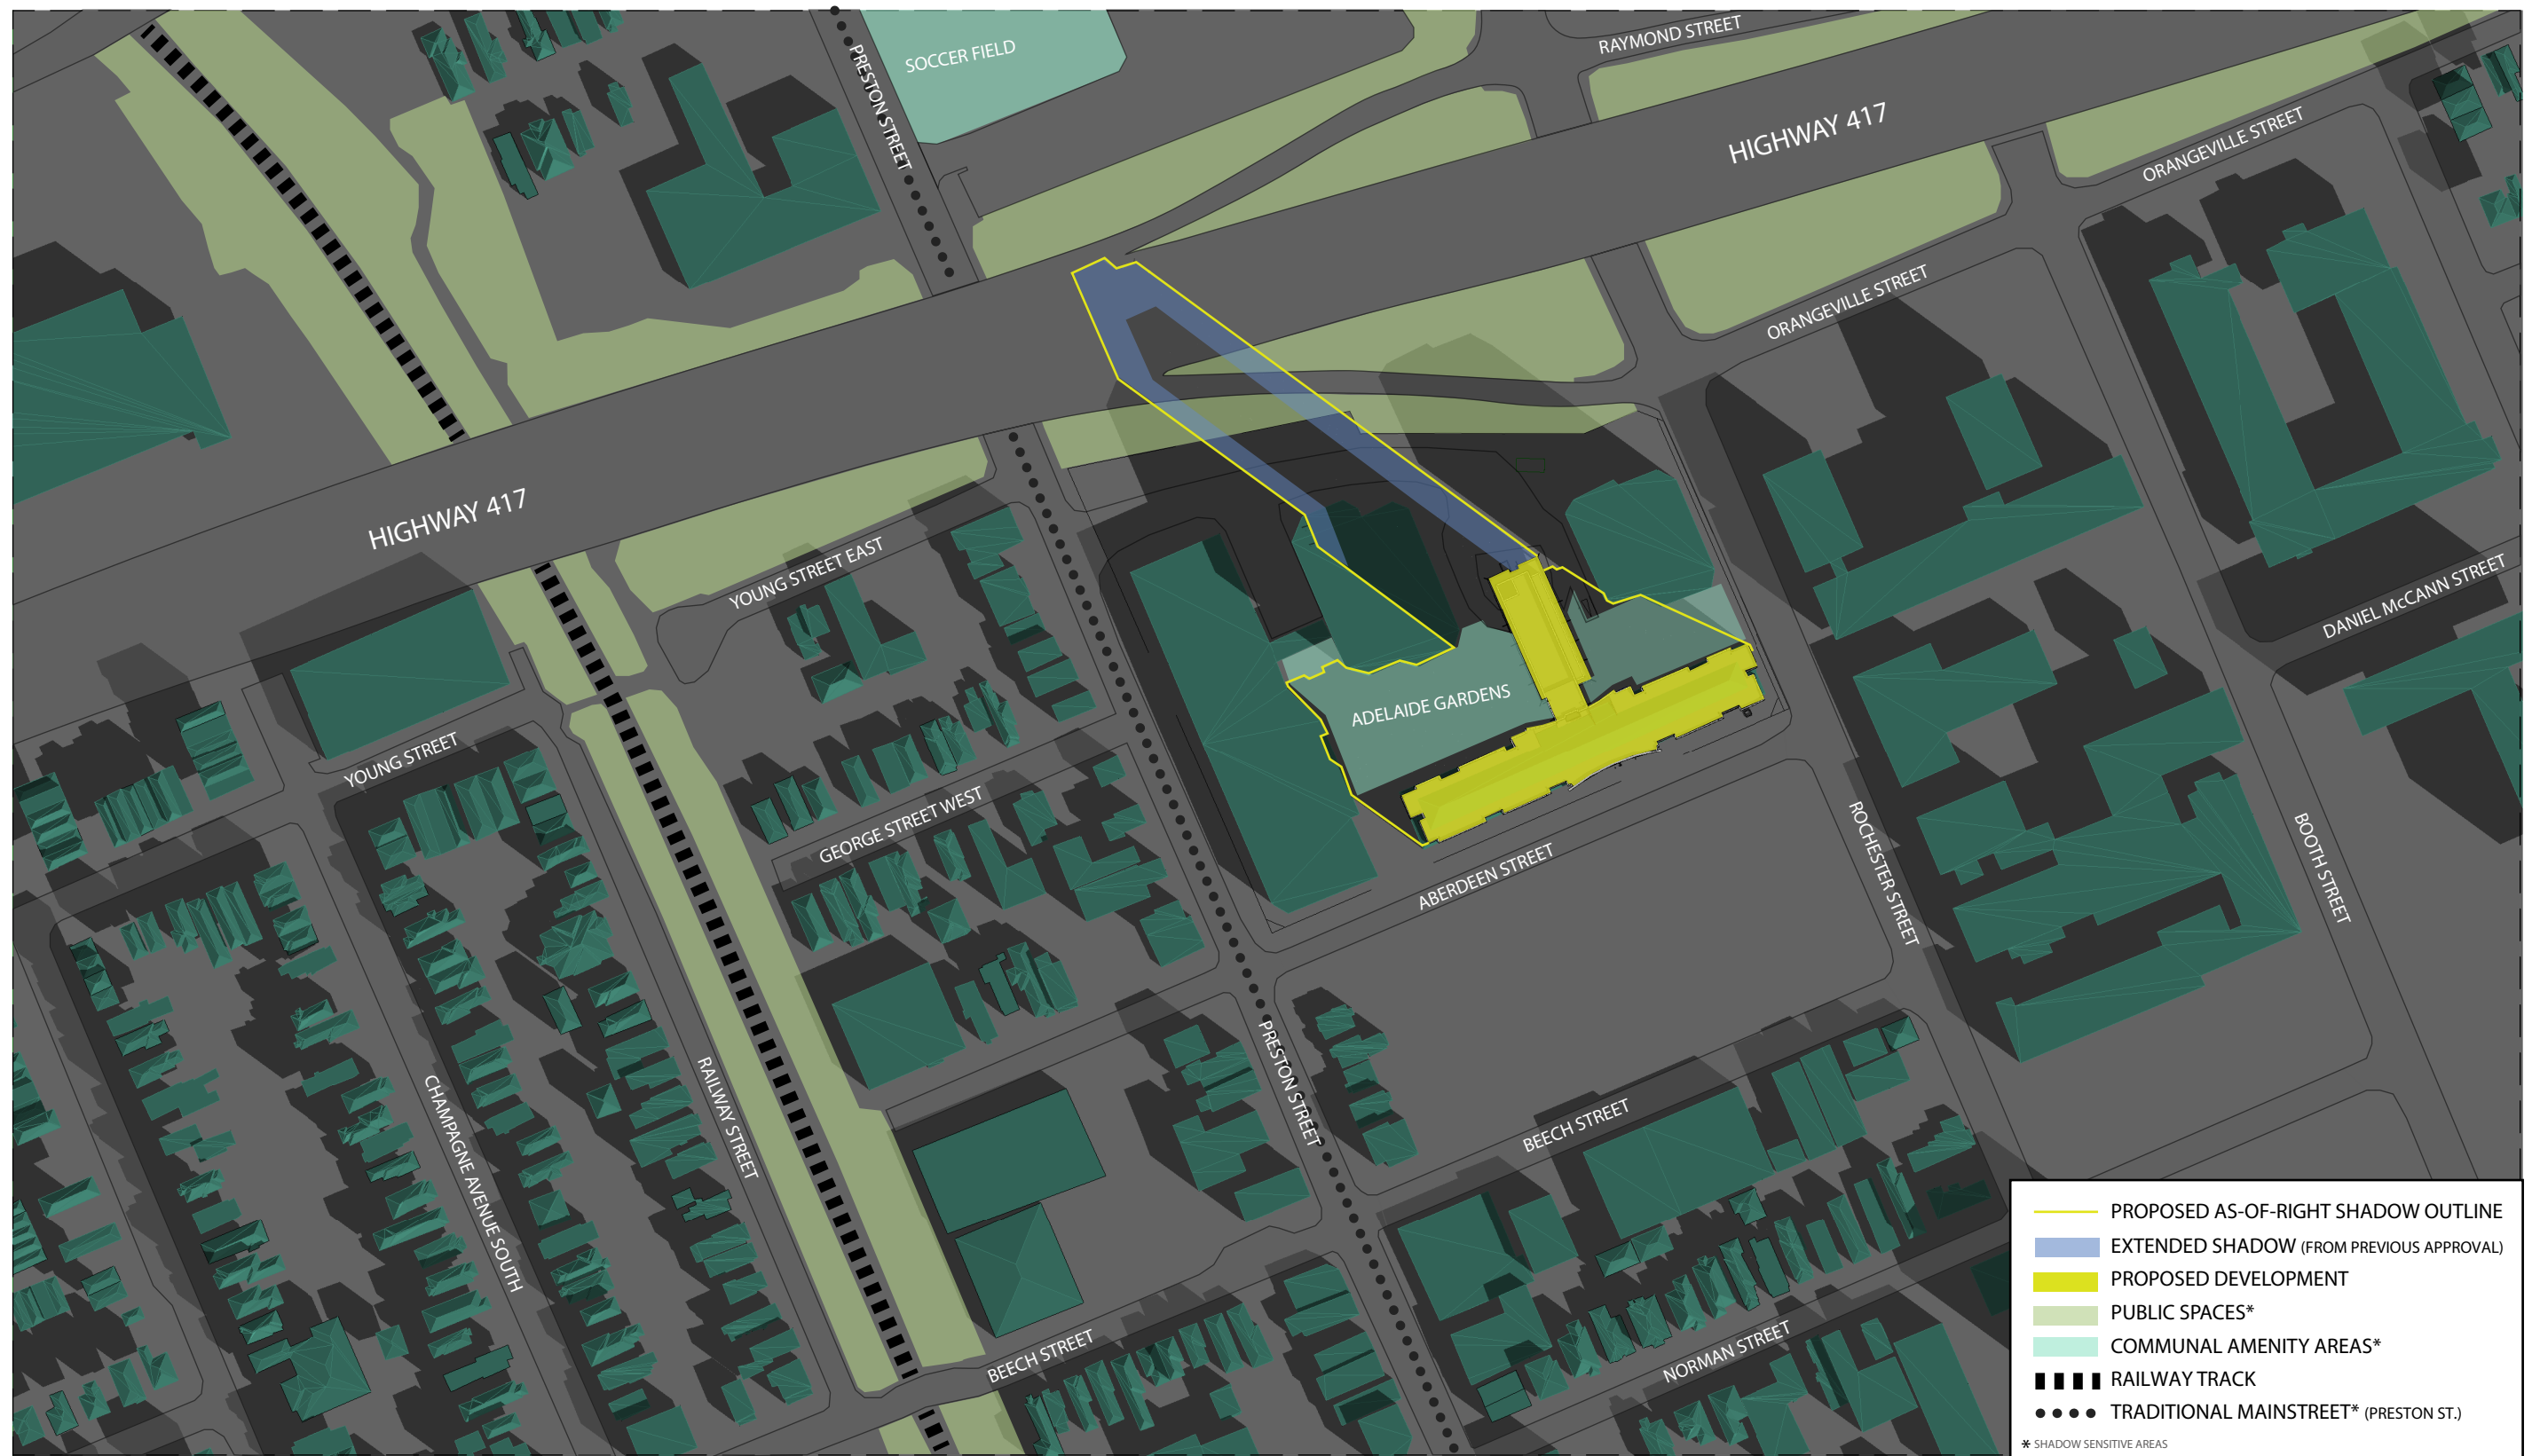 RAYMOND STREET
SOCCER FIELD
PRESTON STREET
HIGHWAY 417
ORANGEVILLE STREET
ORANGEVILLE STREET
HIGHWAY 417
YOUNG STREET EAST
DANIEL McCANN STREET
ADELAIDE GARDENS
YOUNG STREET
GEORGE STREET WEST
ABERDEEN STREET
ROCHESTER STREET
BOOTH STREET
PRESTON STREET
RAILWAY STREET
CHAMPAGNE AVENUE SOUTH
BEECH STREET
BEECH STREET
NORMAN STREET
PROPOSED AS-OF-RIGHT SHADOW OUTLINE
EXTENDED SHADOW (FROM PREVIOUS APPROVAL)
PROPOSED DEVELOPMENT
PUBLIC SPACES*
COMMUNAL AMENITY AREAS*
RAILWAY TRACK
TRADITIONAL MAINSTREET* (PRESTON ST.)
* SHADOW SENSITIVE AREAS